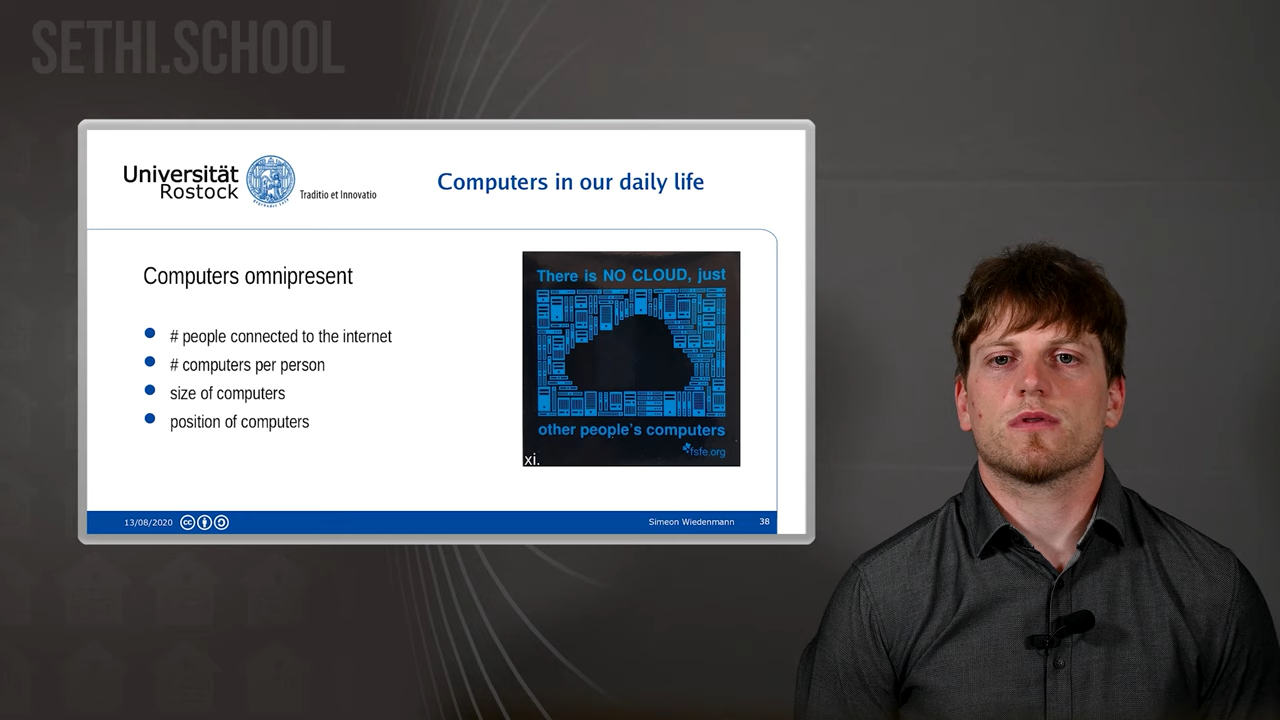 SETHI.SCHOOL
Universität
Rostock
Traditio et Innovatio
Computers in our daily life
Computers omnipresent
# people connected to the internet
# computers per person
size of computers
position of computers
There is NO CLOUD, just
other people's computers
fsfe.org
xi.
13/08/2020
Simeon Wiedenmann
38